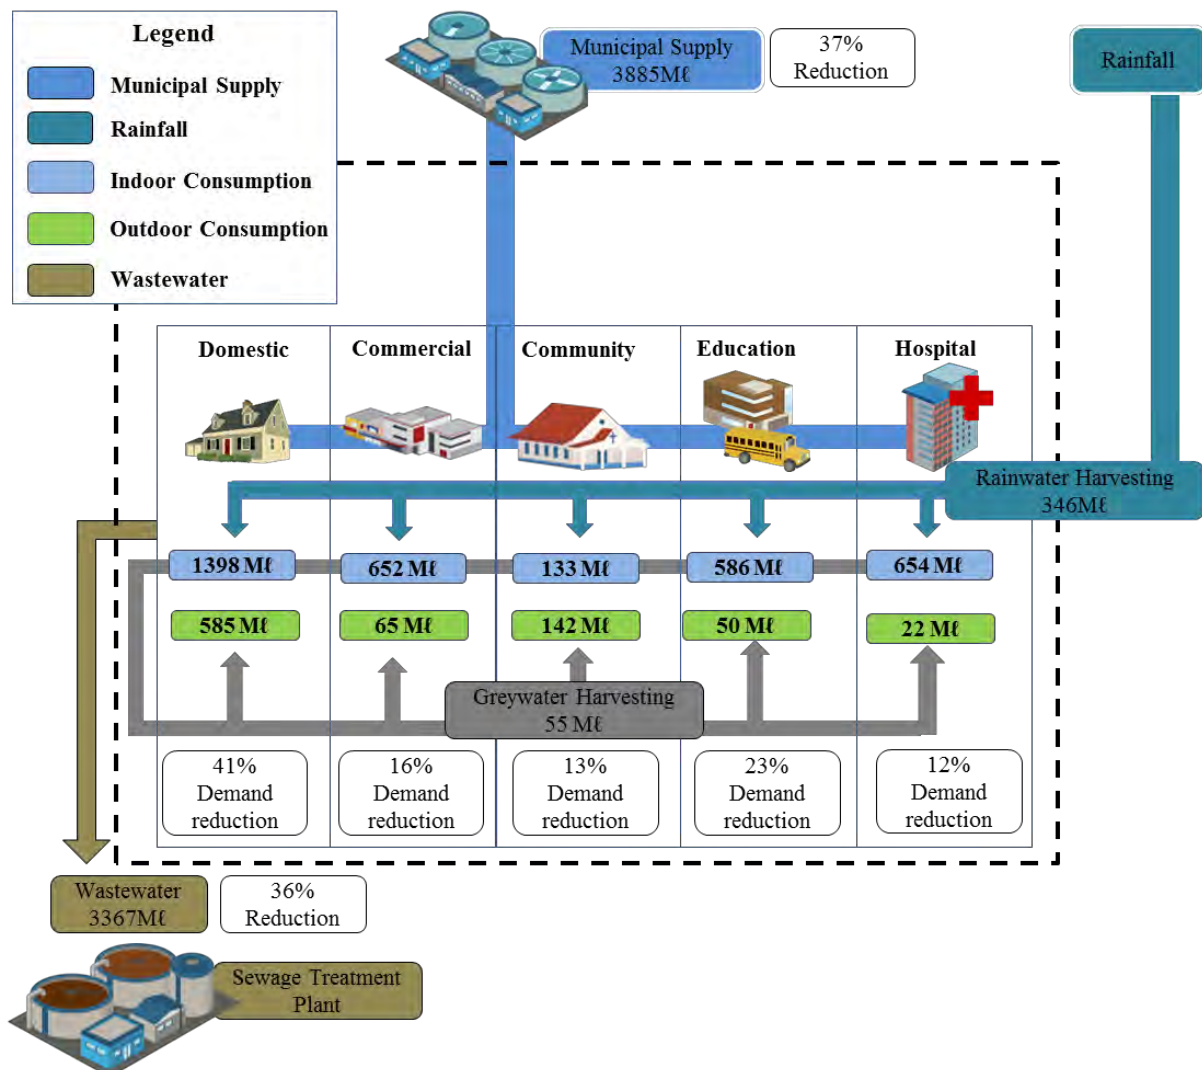 Legend
Municipal Supply
Rainfall
Indoor Consumption
Outdoor Consumption
Wastewater
Municipal Supply
3885Mℓ
37%
Reduction
Rainfall
Domestic
Commercial
Community
Education
Hospital
Rainwater Harvesting
346Mℓ
1398 Mℓ
652 Mℓ
133 Mℓ
586 Mℓ
654 Mℓ
585 Mℓ
65 Mℓ
142 Mℓ
50 Mℓ
22 Mℓ
Greywater Harvesting
55 Mℓ
41%
Demand
reduction
16%
Demand
reduction
13%
Demand
reduction
23%
Demand
reduction
12%
Demand
reduction
Wastewater
3367Mℓ
36%
Reduction
Sewage Treatment
Plant